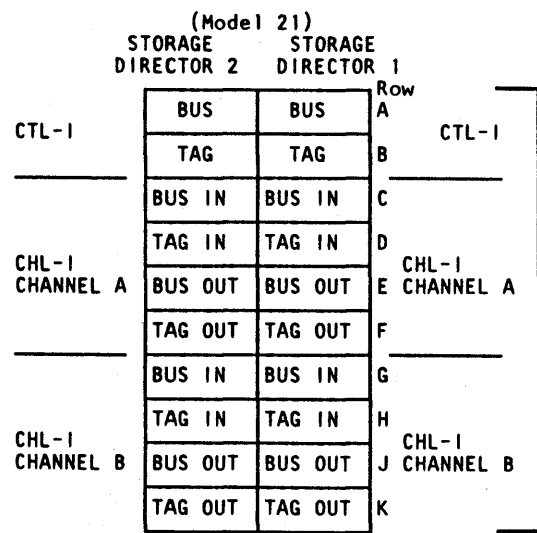 (Model 21)
STORAGE STORAGE
DIRECTOR 2 DIRECTOR 1
Row
BUS BUS A
CTL-I CTL-I
TAG TAG B
BUS IN BUS IN C
TAG IN TAG IN D
CHL-I CHL-I
CHANNEL A BUS OUT BUS OUT E CHANNEL A
TAG OUT TAG OUT F
BUS IN BUS IN G
TAG IN TAG IN H
CHL-I CHL-I
CHANNEL B BUS OUT BUS OUT J CHANNEL B
TAG OUT TAG OUT K